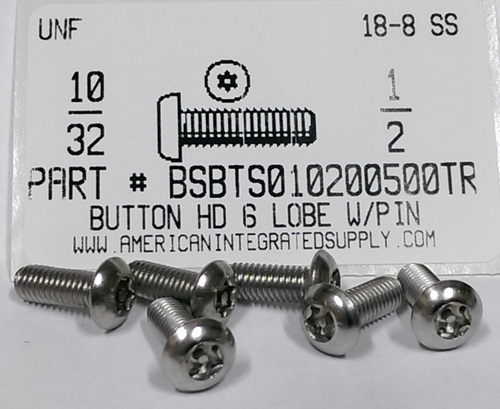 UNF 18-8 SS
10 1
32 2
PART # BSBTS010200500TR
BUTTON HD 6 LOBE W/PIN
WWW.AMERICANINTEGRATEDSUPPLY.COM